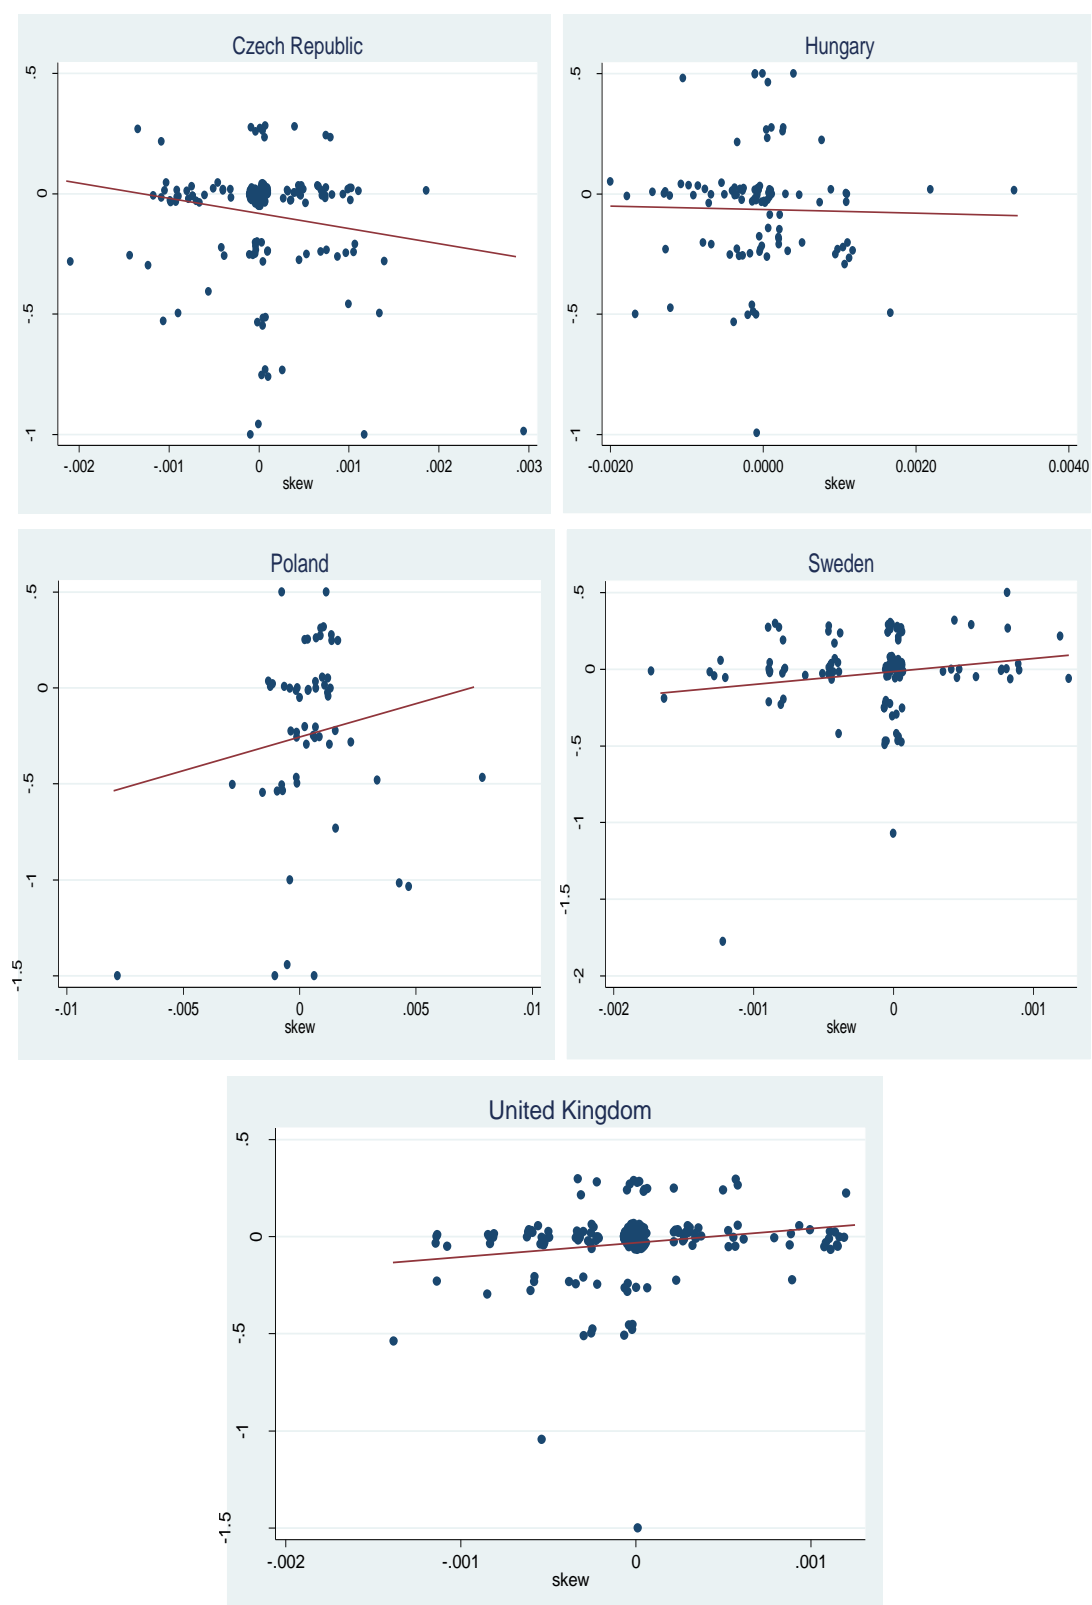 Czech Republic
.5
0
-.5
-1
-.002 -.001 0 .001 .002 .003
skew
Hungary
.5
0
-.5
-1
-0.0020 0.0000 0.0020 0.0040
skew
Poland
.5
0
-.5
-1
-1.5
-.01 -.005 0 .005 .01
skew
Sweden
.5
0
-.5
-1
-1.5
-2
-.002 -.001 0 .001
skew
United Kingdom
.5
0
-.5
-1
-1.5
-.002 -.001 0 .001
skew